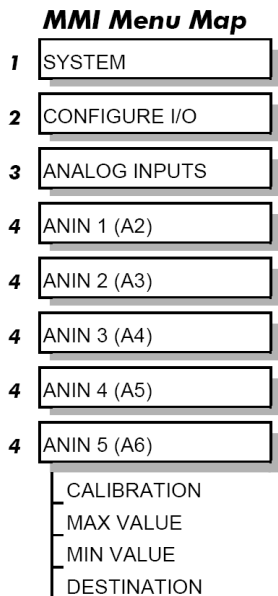 MMI Menu Map
1 SYSTEM
2 CONFIGURE I/O
3 ANALOG INPUTS
4 ANIN 1 (A2)
4 ANIN 2 (A3)
4 ANIN 3 (A4)
4 ANIN 4 (A5)
4 ANIN 5 (A6)
CALIBRATION
MAX VALUE
MIN VALUE
DESTINATION